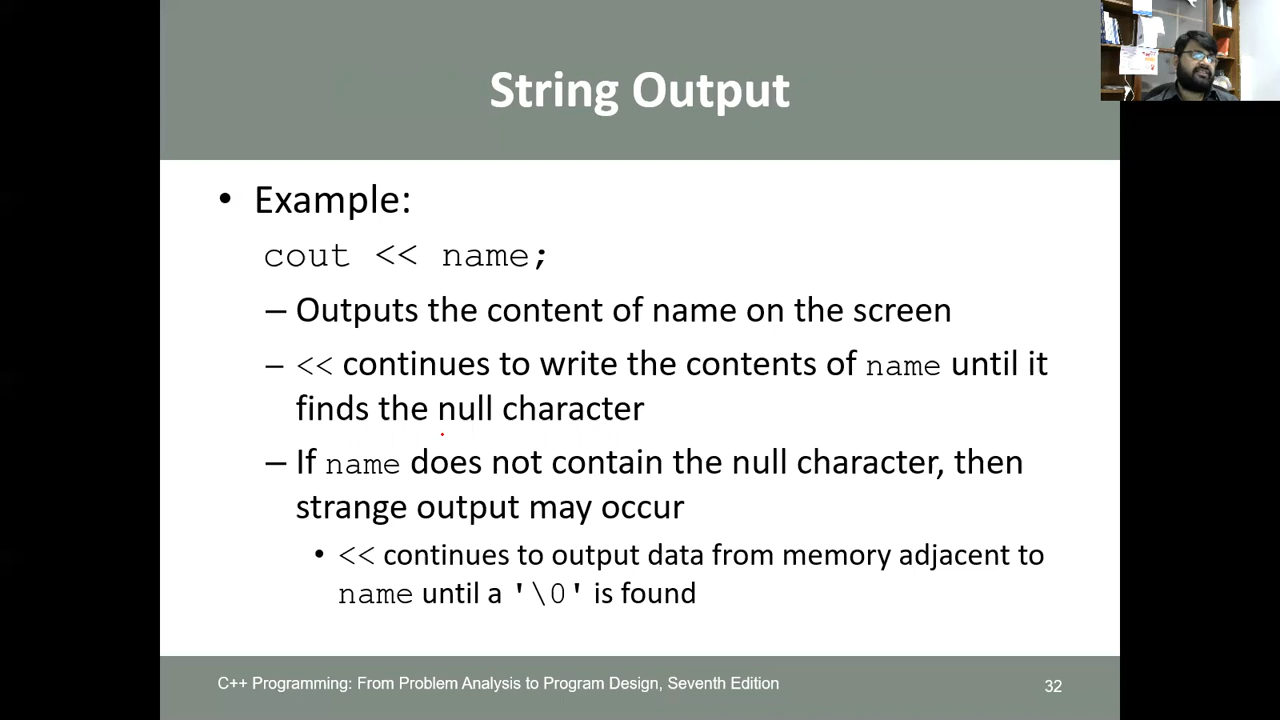 String Output
• Example:
cout << name;
– Outputs the content of name on the screen
– << continues to write the contents of name until it
finds the null character
– If name does not contain the null character, then
strange output may occur
• << continues to output data from memory adjacent to
name until a '\0' is found
C++ Programming: From Problem Analysis to Program Design, Seventh Edition
32